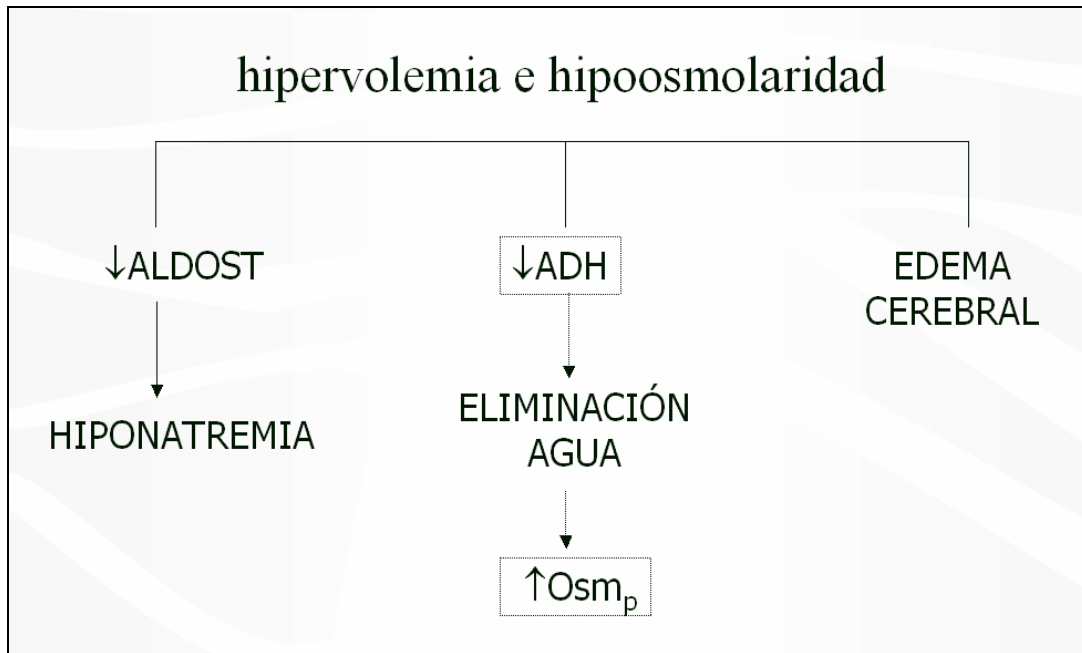 hipervolemia e hipoosmolaridad
↓ALDOST
↓ADH
EDEMA
CEREBRAL
HIPONATREMIA
ELIMINACIÓN
AGUA
↑Osmp